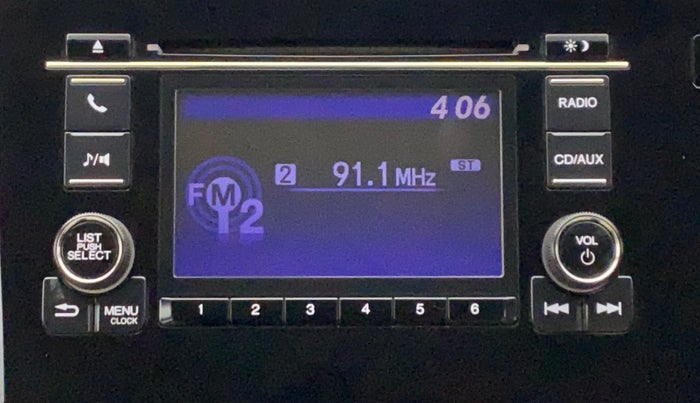 4 06
RADIO
2 91.1 MHz ST
CD/AUX
FM 12
LIST
PUSH
SELECT
VOL
MENU
CLOCK
1 2 3 4 5 6